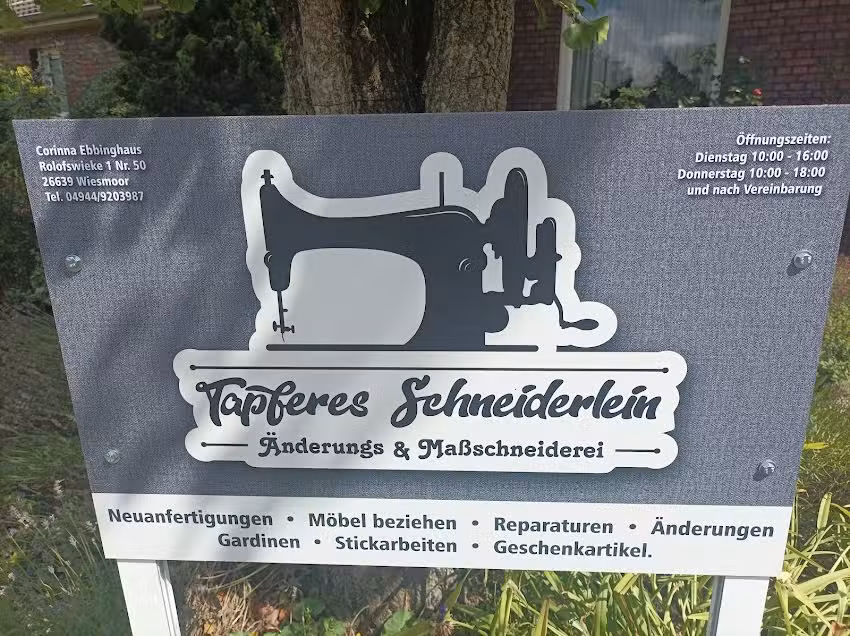 Corinna Ebbinghaus
Rolofswieke 1 Nr. 50
26639 Wiesmoor
Tel. 04944/9203987
Öffnungszeiten:
Dienstag 10:00 - 16:00
Donnerstag 10:00 - 18:00
und nach Vereinbarung
Tapferes Schneiderlein
Änderungs & Maßschneiderei
Neuanfertigungen • Möbel beziehen • Reparaturen • Änderungen
Gardinen • Stickarbeiten • Geschenkartikel.